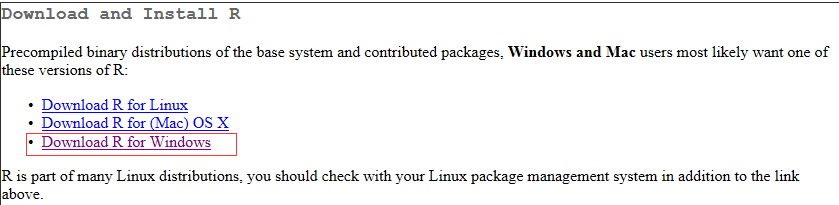 Download and Install R
Precompiled binary distributions of the base system and contributed packages, Windows and Mac users most likely want one of
these versions of R:
• Download R for Linux
• Download R for (Mac) OS X
• Download R for Windows
R is part of many Linux distributions, you should check with your Linux package management system in addition to the link
above.